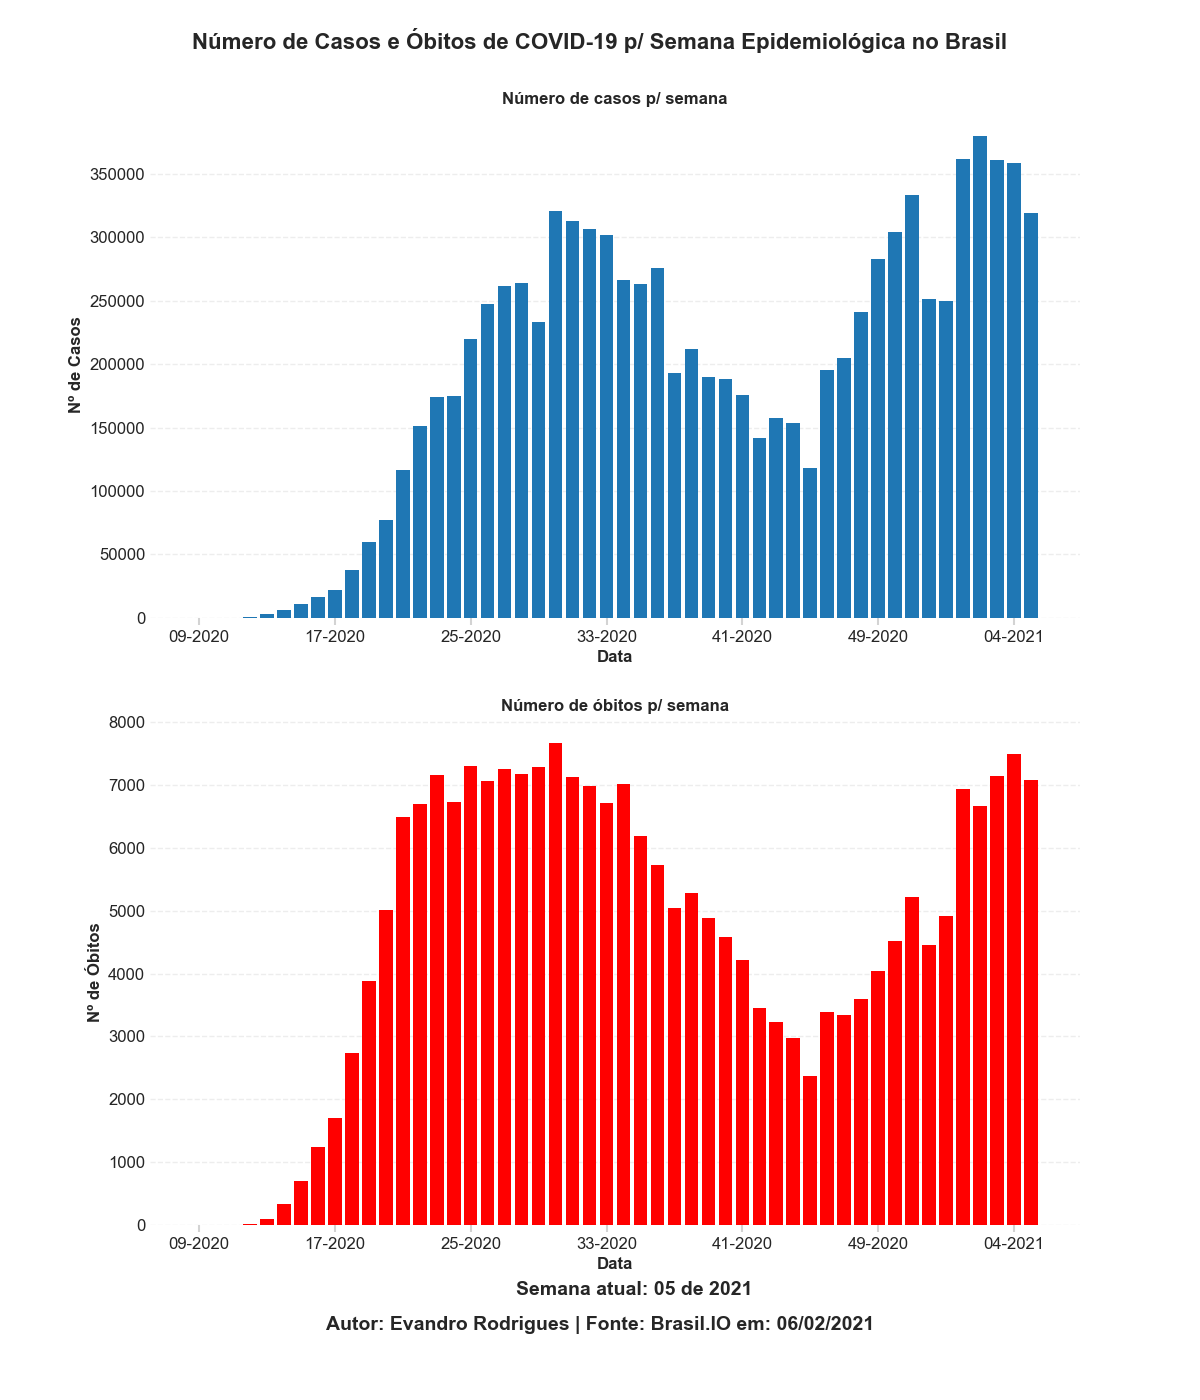 Número de Casos e Óbitos de COVID-19 p/ Semana Epidemiológica no Brasil
Número de casos p/ semana
350000
300000
250000
200000
150000
100000
50000
0
Nº de Casos
09-2020 17-2020 25-2020 33-2020 41-2020 49-2020 04-2021
Data
Número de óbitos p/ semana
8000
7000
6000
5000
4000
3000
2000
1000
0
Nº de Óbitos
09-2020 17-2020 25-2020 33-2020 41-2020 49-2020 04-2021
Data
Semana atual: 05 de 2021
Autor: Evandro Rodrigues | Fonte: Brasil.IO em: 06/02/2021